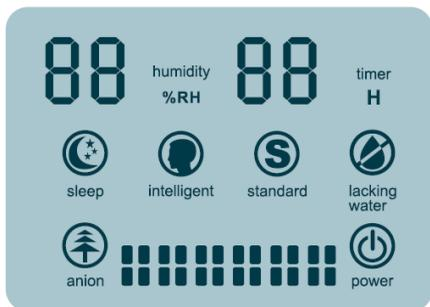 88 humidity 88 timer
%RH H
S
sleep intelligent standard lacking
water
anion power